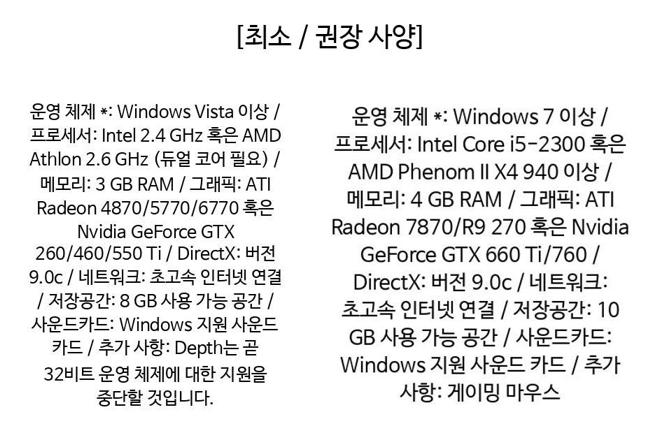 [최소 / 권장 사양]
운영 체제 *: Windows Vista 이상 /
프로세서: Intel 2.4 GHz 혹은 AMD
Athlon 2.6 GHz (듀얼 코어 필요) /
메모리: 3 GB RAM / 그래픽: ATI
Radeon 4870/5770/6770 혹은
Nvidia GeForce GTX
260/460/550 Ti / DirectX: 버전
9.0c / 네트워크: 초고속 인터넷 연결
/ 저장공간: 8 GB 사용 가능 공간 /
사운드카드: Windows 지원 사운드
카드 / 추가 사항: Depth는 곧
32비트 운영 체제에 대한 지원을
중단할 것입니다.
운영 체제 *: Windows 7 이상 /
프로세서: Intel Core i5-2300 혹은
AMD Phenom II X4 940 이상 /
메모리: 4 GB RAM / 그래픽: ATI
Radeon 7870/R9 270 혹은 Nvidia
GeForce GTX 660 Ti/760 /
DirectX: 버전 9.0c / 네트워크:
초고속 인터넷 연결 / 저장공간: 10
GB 사용 가능 공간 / 사운드카드:
Windows 지원 사운드 카드 / 추가
사항: 게이밍 마우스